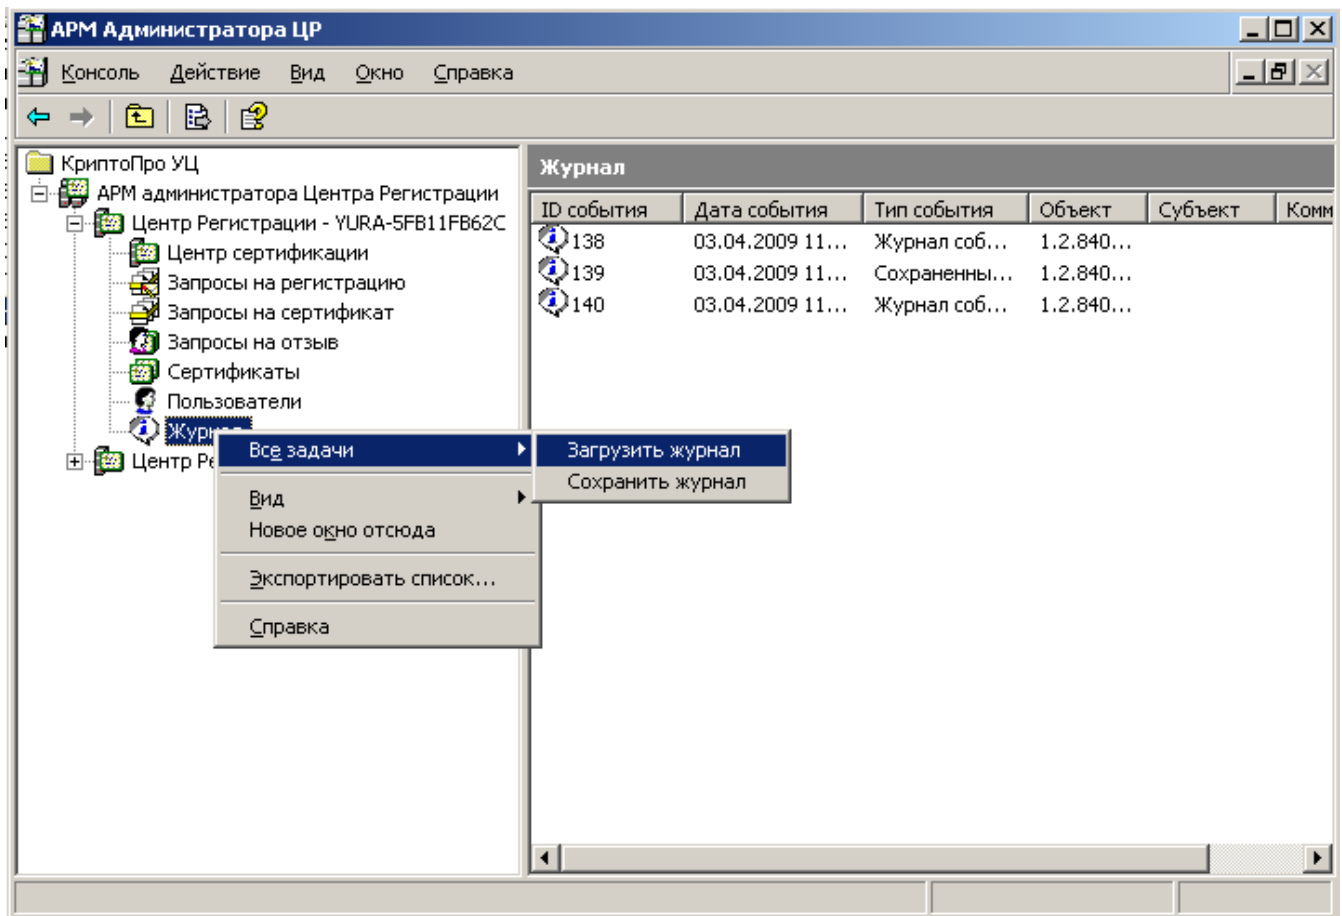 АРМ Администратора ЦР
Консоль Действие Вид Окно Справка
КриптоПро УЦ
АРМ администратора Центра Регистрации
Центр Регистрации - YURA-5FB11FB62C
Центр сертификации
Запросы на регистрацию
Запросы на сертификат
Запросы на отзыв
Сертификаты
Пользователи
Центр
Журнал
ID события Дата события Тип события Объект Субъект Комм
138 03.04.2009 11... Журнал соб... 1.2.840...
139 03.04.2009 11... Сохраненны... 1.2.840...
140 03.04.2009 11... Журнал соб... 1.2.840...
Все задачи
Вид
Новое окно отсюда
Экспортировать список...
Справка
Загрузить журнал
Сохранить журнал